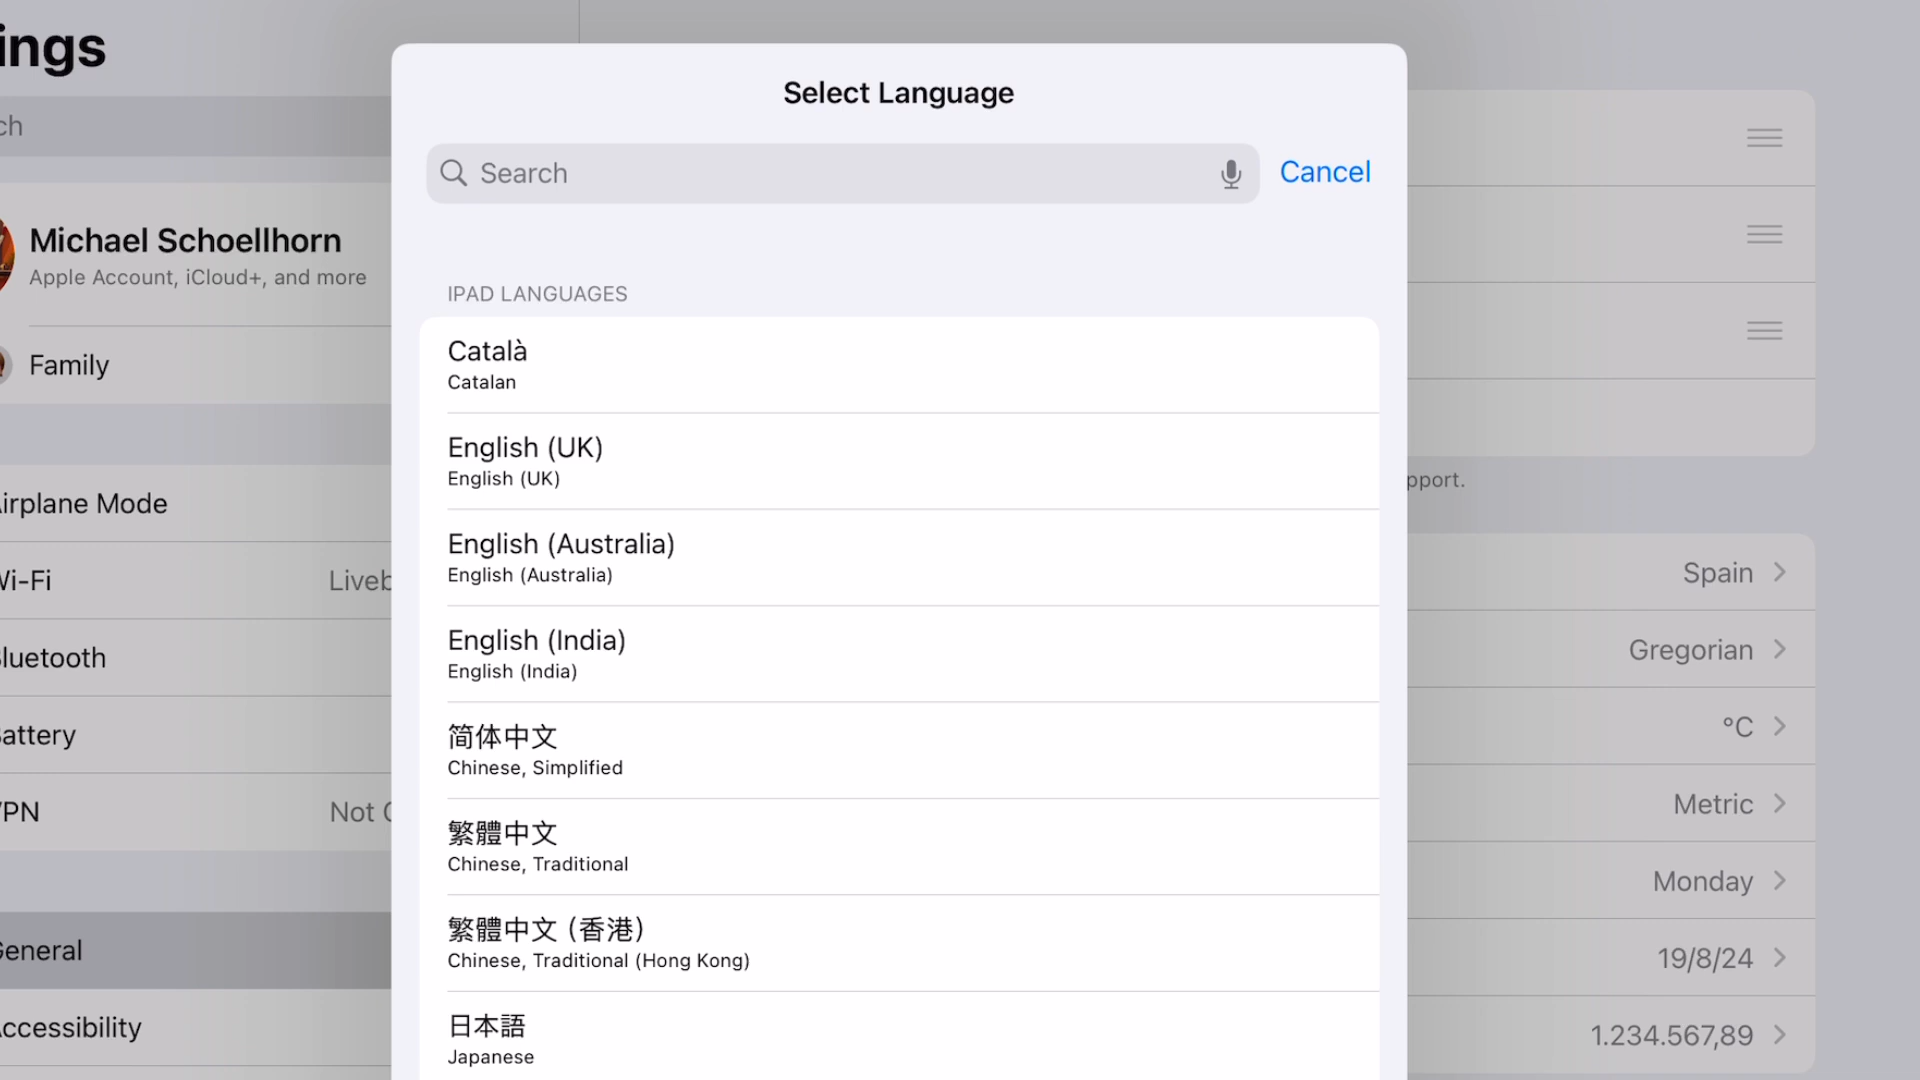 ings
ch
Michael Schoellhorn
Apple Account, iCloud+, and more
Family
irplane Mode
Wi-Fi
Liveb
luetooth
attery
VPN
Not C
General
ccessibility
Select Language
Search
Cancel
IPAD LANGUAGES
Català
Catalan
English (UK)
English (UK)
English (Australia)
English (Australia)
English (India)
English (India)
简体中文
Chinese, Simplified
繁體中文
Chinese, Traditional
繁體中文 (香港)
Chinese, Traditional (Hong Kong)
日本語
Japanese
pport.
Spain
Gregorian
°C
Metric
Monday
19/8/24
1.234.567,89